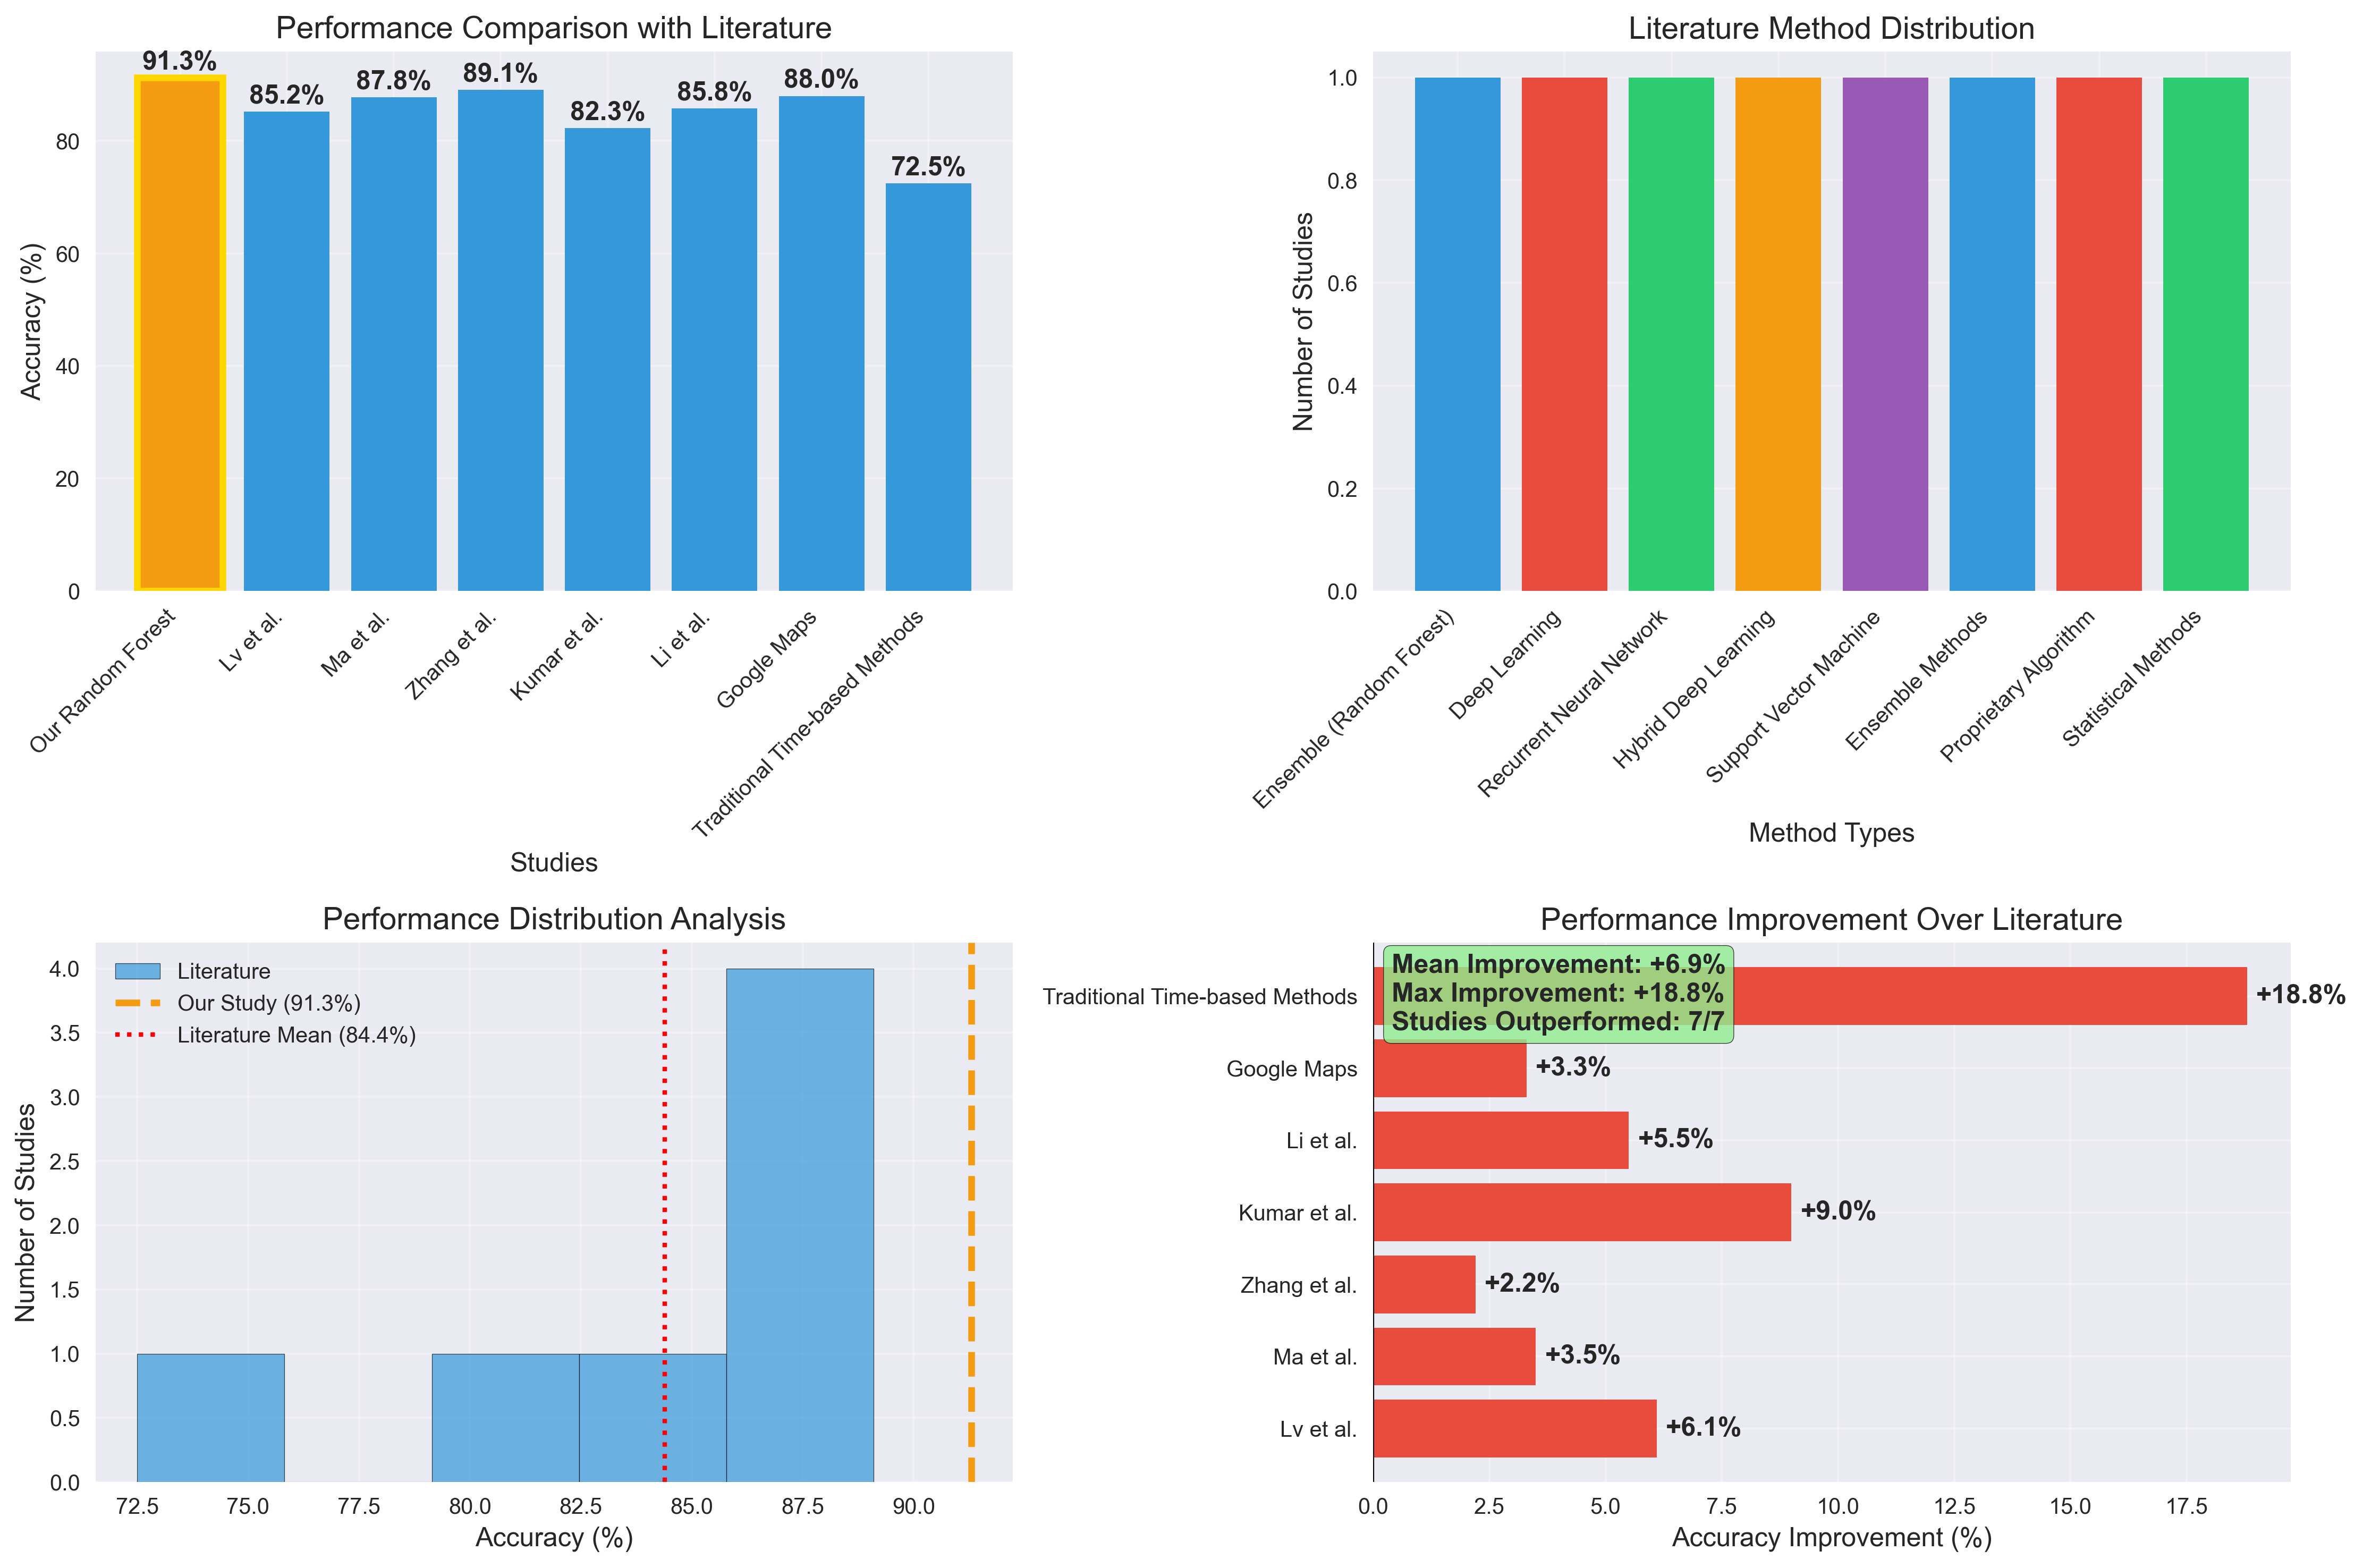 Performance Comparison with Literature
91.3%
85.2%
87.8%
89.1%
82.3%
85.8%
88.0%
72.5%
Accuracy (%)
80
60
40
20
0
Our Random Forest
Lv et al.
Ma et al.
Zhang et al.
Kumar et al.
Li et al.
Google Maps
Traditional Time-based Methods
Studies
Literature Method Distribution
Number of Studies
1.0
0.8
0.6
0.4
0.2
0.0
Ensemble (Random Forest)
Deep Learning
Recurrent Neural Network
Hybrid Deep Learning
Support Vector Machine
Ensemble Methods
Proprietary Algorithm
Statistical Methods
Method Types
Performance Distribution Analysis
Literature
Our Study (91.3%)
Literature Mean (84.4%)
Number of Studies
4.0
3.5
3.0
2.5
2.0
1.5
1.0
0.5
0.0
72.5 75.0 77.5 80.0 82.5 85.0 87.5 90.0
Accuracy (%)
Performance Improvement Over Literature
Mean Improvement: +6.9%
Max Improvement: +18.8%
Studies Outperformed: 7/7
Traditional Time-based Methods +18.8%
Google Maps +3.3%
Li et al. +5.5%
Kumar et al. +9.0%
Zhang et al. +2.2%
Ma et al. +3.5%
Lv et al. +6.1%
0.0 2.5 5.0 7.5 10.0 12.5 15.0 17.5
Accuracy Improvement (%)